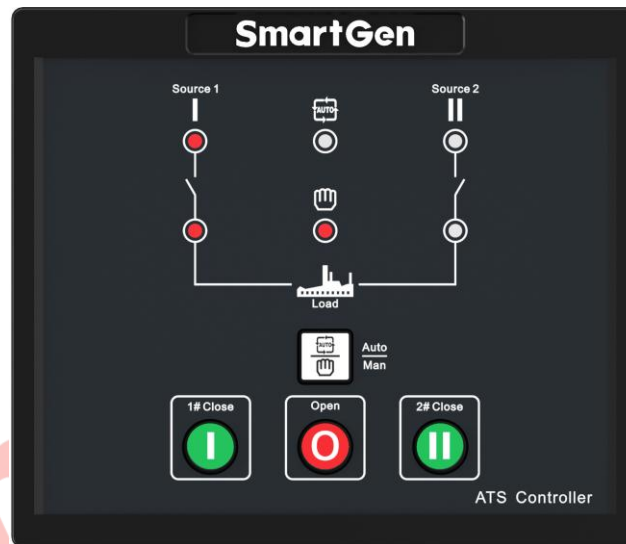 SmartGen
Source 1
Source 2
I
AUTO
II
Load
AUTO
Auto
Man
1# Close
Open
2# Close
I
O
II
ATS Controller